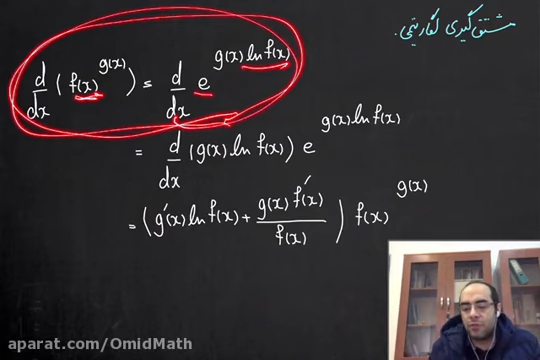 مشتق‌گیری لگاریتمی.
d/dx (f(x)^g(x)) = d/dx e^g(x) ln f(x)
= d/dx (g(x) ln f(x)) e^g(x) ln f(x)
= (g′(x) ln f(x) + g(x) f′(x)/f(x)) f(x)^g(x)
aparat.com/OmidMath